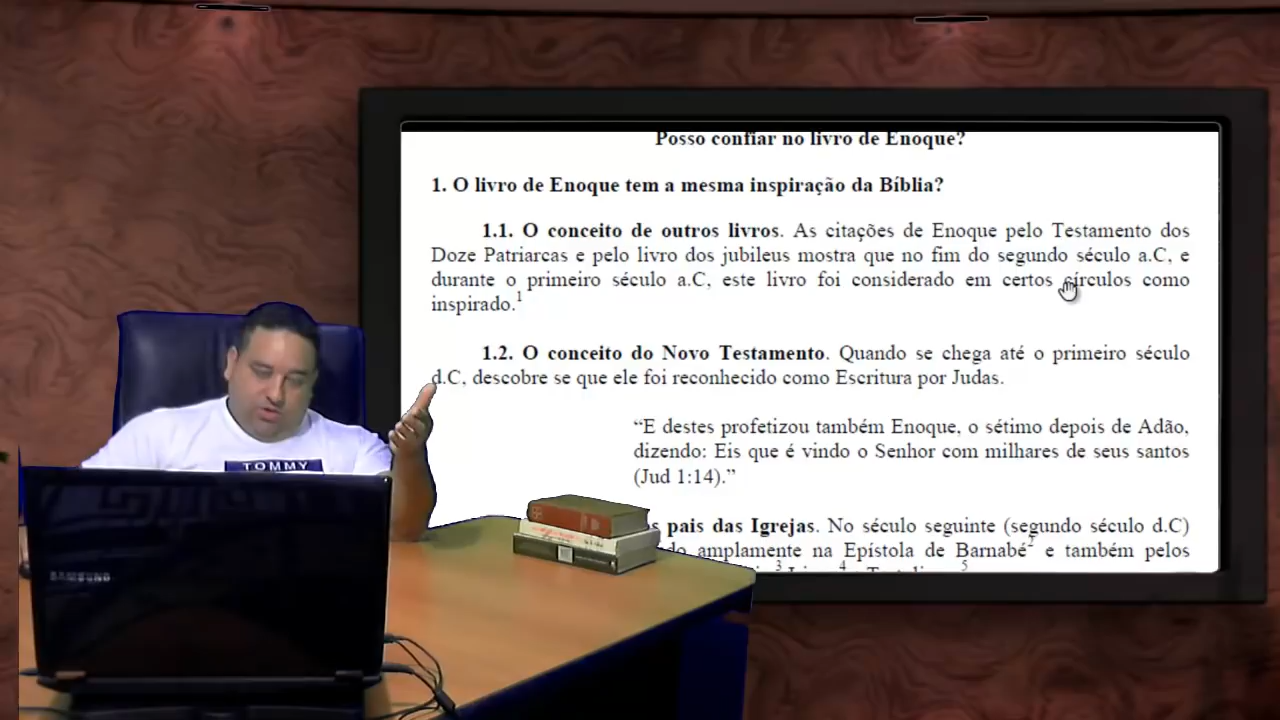 Posso confiar no livro de Enoque?
1. O livro de Enoque tem a mesma inspiração da Bíblia?
1.1. O conceito de outros livros. As citações de Enoque pelo Testamento dos
Doze Patriarcas e pelo livro dos jubileus mostra que no fim do segundo século a.C, e
durante o primeiro século a.C, este livro foi considerado em certos círculos como
inspirado.1
1.2. O conceito do Novo Testamento. Quando se chega até o primeiro século
d.C, descobre se que ele foi reconhecido como Escritura por Judas.
“E destes profetizou também Enoque, o sétimo depois de Adão,
dizendo: Eis que é vindo o Senhor com milhares de seus santos
(Jud 1:14).”
pais das Igrejas. No século seguinte (segundo século d.C)
amplamente na Epístola de Barnabé2 e também pelos
3 4 5
TOMMY
SAMSUNG